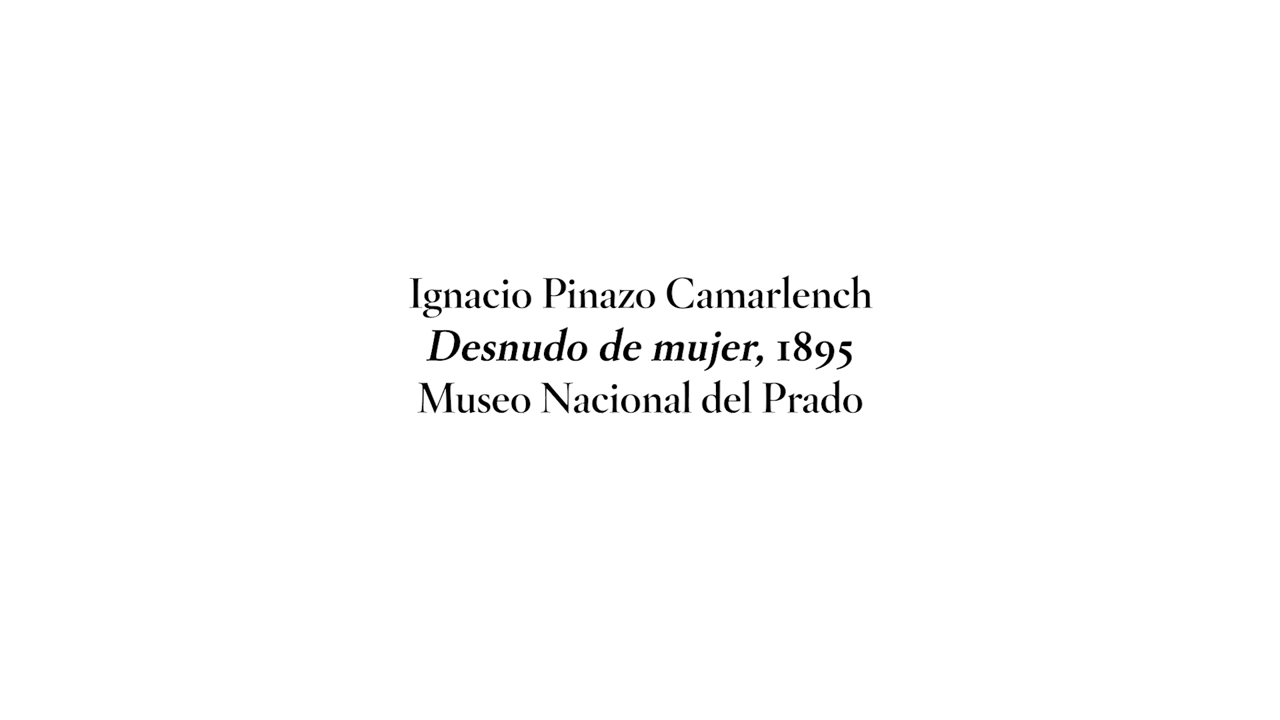 Ignacio Pinazo Camarlench
Desnudo de mujer, 1895
Museo Nacional del Prado